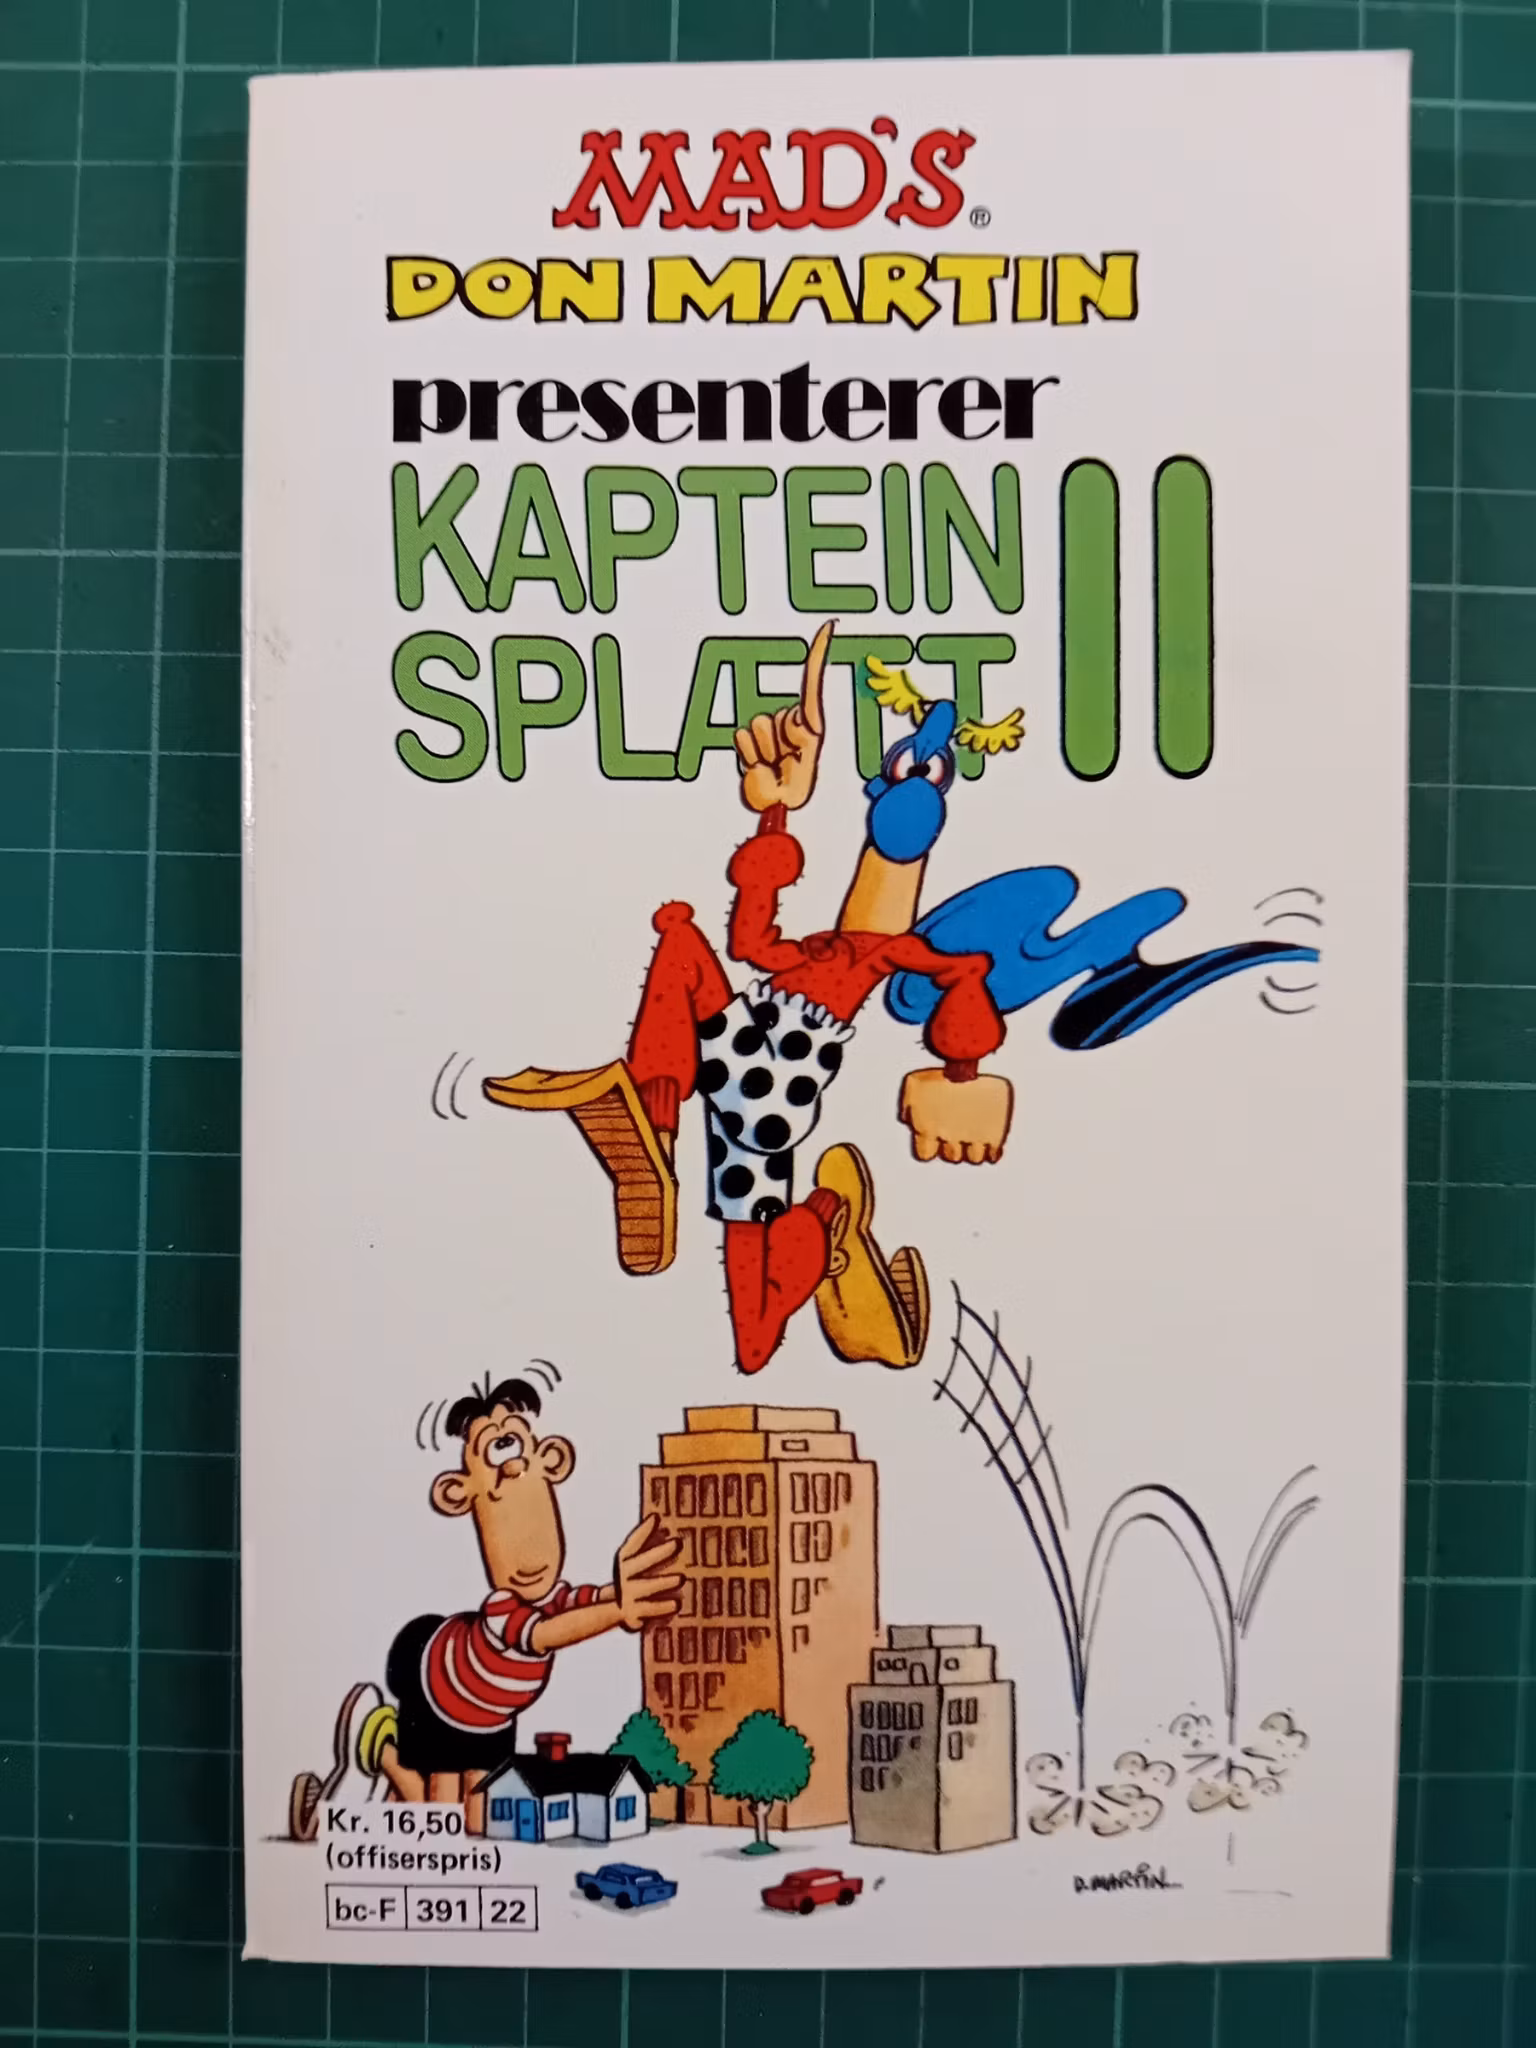 MAD'S®
DON MARTIN
presenterer
KAPTEIN II
SPLÆTT
Kr. 16,50
(offiserspris)
bc-F 391 22
D. MARTIN